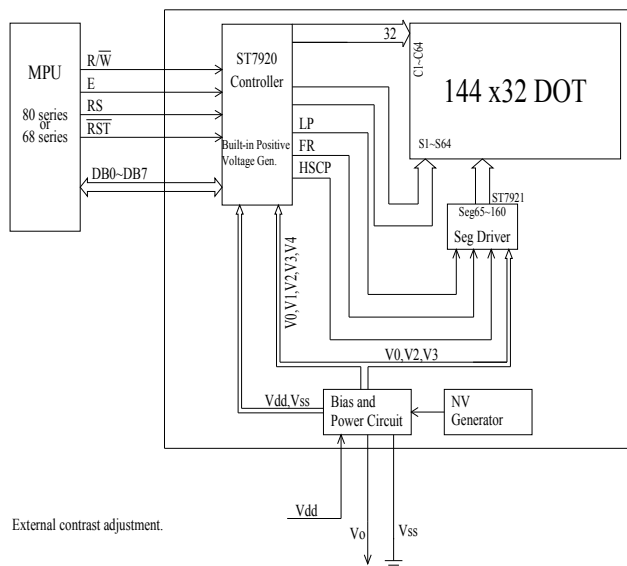 MPU
80 series
or
68 series
R/W
E
RS
RST
DB0~DB7
ST7920
Controller
Built-in Positive
Voltage Gen.
32
LP
FR
HSCP
C1~C64
144 x32 DOT
S1~S64
ST7921
Seg65~160
Seg Driver
V0,V1,V2,V3,V4
V0,V2,V3
Vdd,Vss
Bias and
Power Circuit
NV
Generator
Vdd
Vo
Vss
External contrast adjustment.